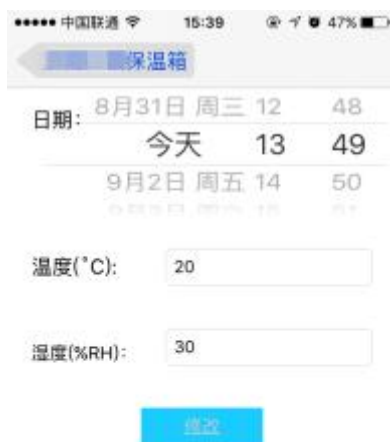 中国联通 15:39 47%
保温箱
8月31日 周三 12 48
日期: 今天 13 49
9月2日 周五 14 50
温度(°C): 20
湿度(%RH): 30
修改